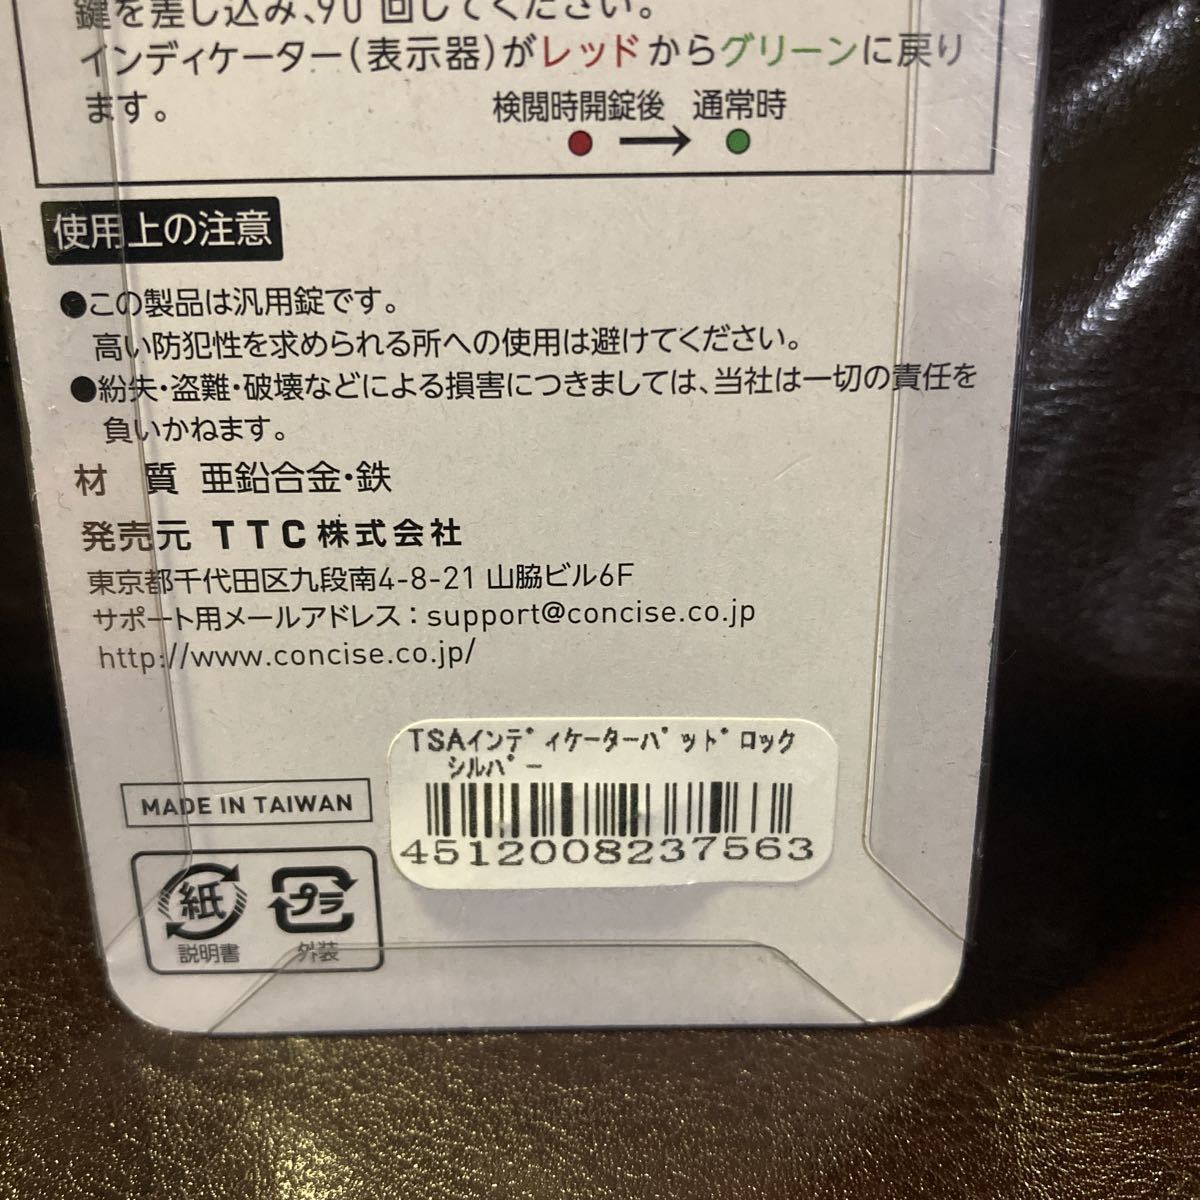 鍵を差し込み、90°回してください。
インディケーター(表示器)がレッドからグリーンに戻り
ます。
検閲時開錠後 通常時
使用上の注意
●この製品は汎用錠です。
高い防犯性を求められる所への使用は避けてください。
●紛失・盗難・破壊などによる損害につきましては、当社は一切の責任を
負いかねます。
材 質 亜鉛合金・鉄
発売元 TTC株式会社
東京都千代田区九段南4-8-21 山脇ビル6F
サポート用メールアドレス:support@concise.co.jp
http://www.concise.co.jp/
TSAインディケーターパッドロック
シルバー
4512008237563
MADE IN TAIWAN
紙 プラ
説明書 外装